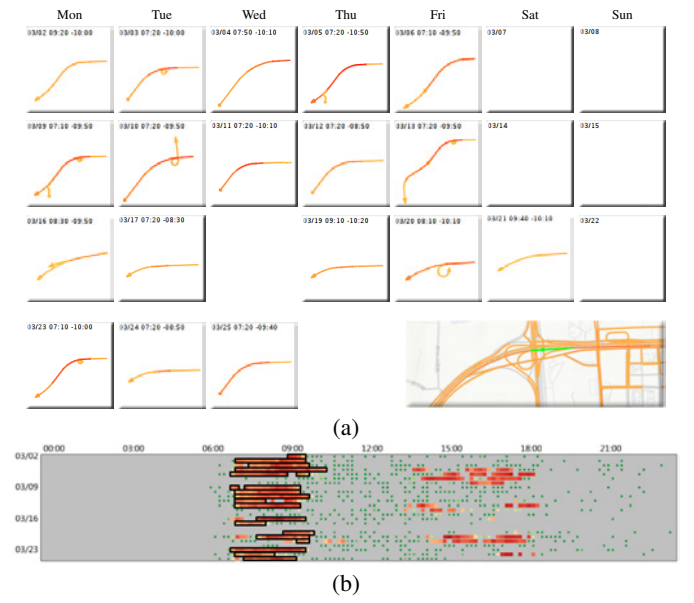 Mon Tue Wed Thu Fri Sat Sun
03/02 09:20 -10:00 03/03 07:20 -10:00 03/04 07:50 -10:10 03/05 07:20 -10:50 03/06 07:10 -09:50 03/07 03/08
03/09 07:10 -09:50 03/10 07:20 -09:50 03/11 07:20 -10:10 03/12 07:20 -08:50 03/13 07:20 -09:50 03/14 03/15
03/16 08:30 -09:50 03/17 07:20 -08:30 03/19 09:10 -10:20 03/20 08:10 -10:10 03/21 09:40 -10:10 03/22
03/23 07:10 -10:00 03/24 07:20 -08:50 03/25 07:20 -09:40
(a)
00:00 03:00 06:00 09:00 12:00 15:00 18:00 21:00
03/02
03/09
03/16
03/23
(b)